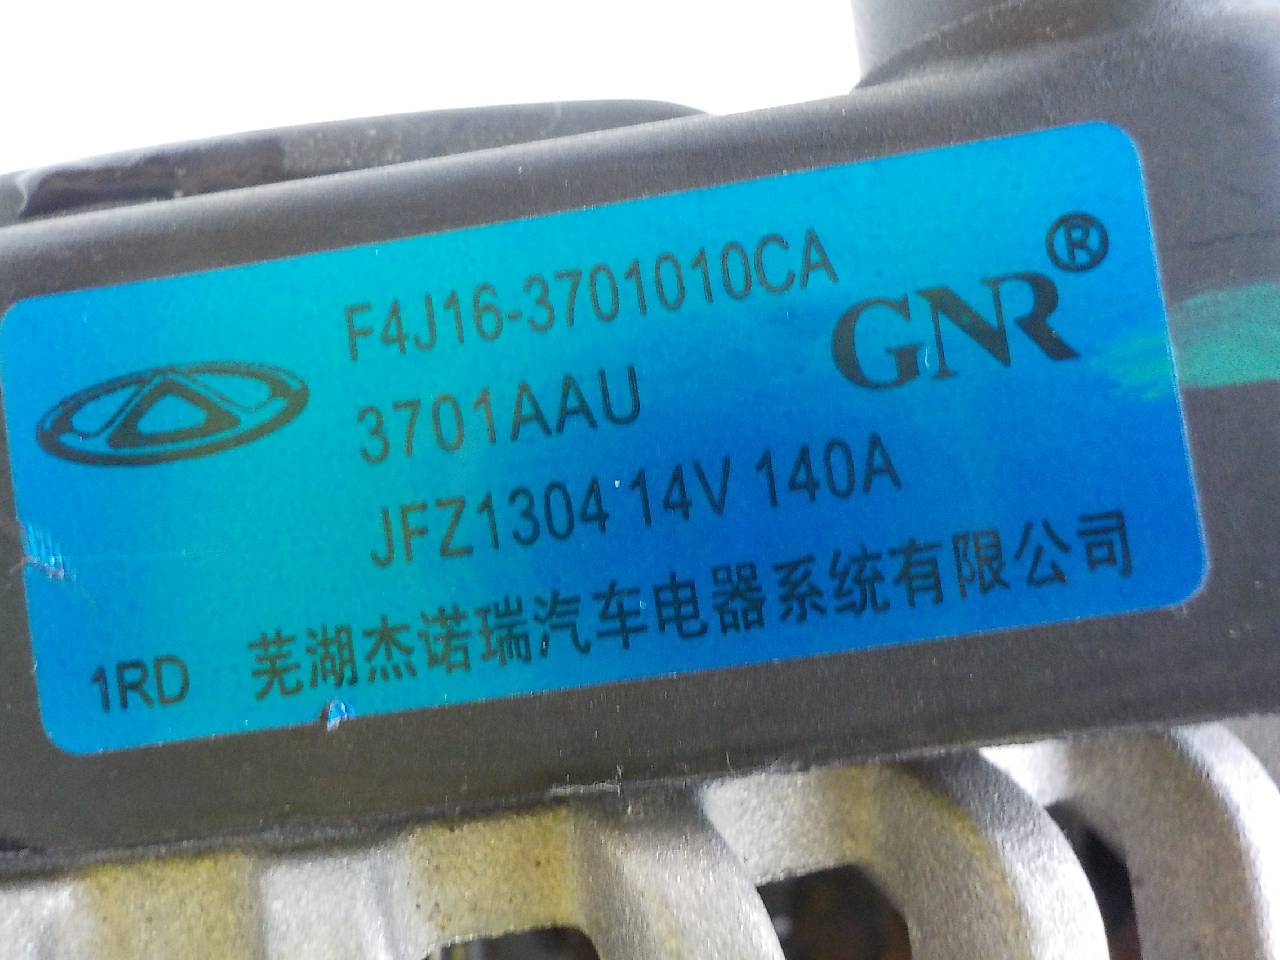 F4J16-3701010CA
GNR®
3701AAU
JFZ1304 14V 140A
1RD 芜湖杰诺瑞汽车电器系统有限公司